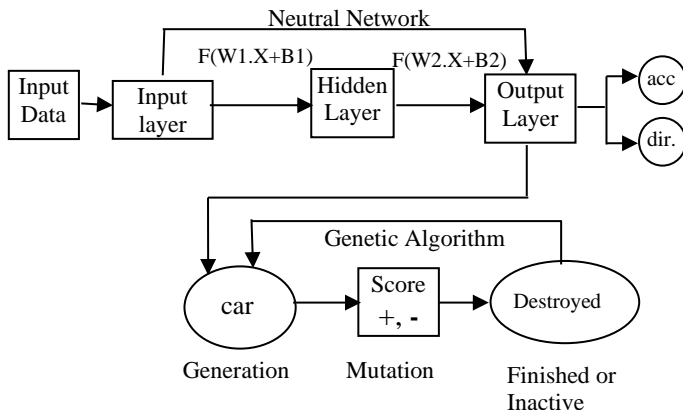 Neutral Network
F(W1.X+B1)
F(W2.X+B2)
Input
Data
Input
layer
Hidden
Layer
Output
Layer
acc
dir.
Genetic Algorithm
car
Score
+, -
Destroyed
Generation
Mutation
Finished or
Inactive